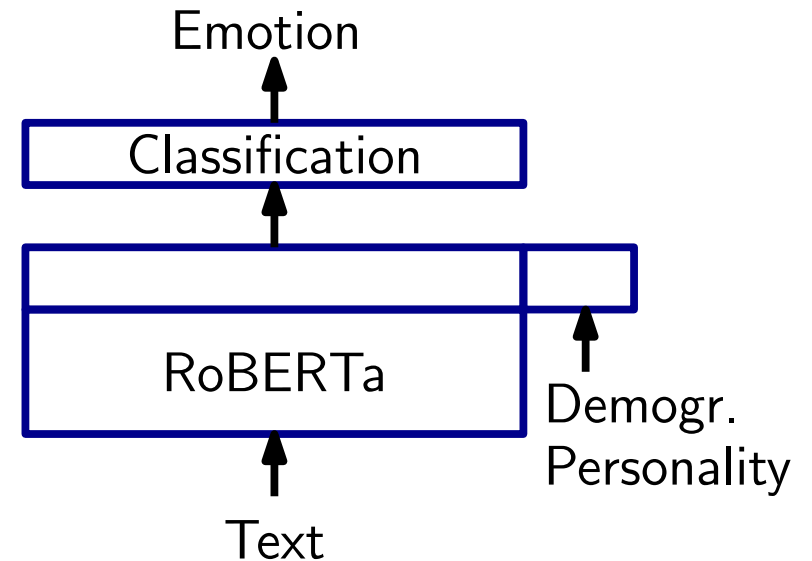 Emotion
Classification
RoBERTa
Demogr.
Personality
Text